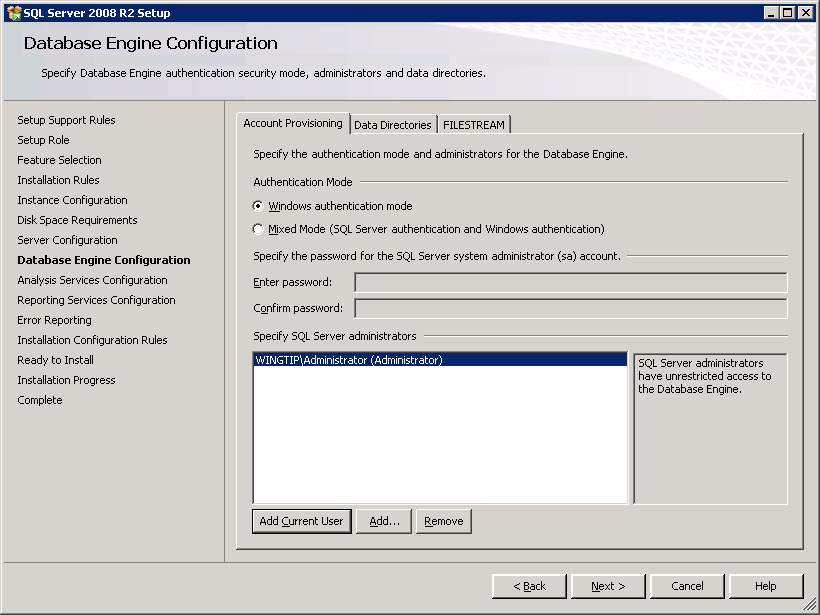 SQL Server 2008 R2 Setup
Database Engine Configuration
Specify Database Engine authentication security mode, administrators and data directories.
Setup Support Rules
Setup Role
Feature Selection
Installation Rules
Instance Configuration
Disk Space Requirements
Server Configuration
Database Engine Configuration
Analysis Services Configuration
Reporting Services Configuration
Error Reporting
Installation Configuration Rules
Ready to Install
Installation Progress
Complete
Account Provisioning Data Directories FILESTREAM
Specify the authentication mode and administrators for the Database Engine.
Authentication Mode
Windows authentication mode
Mixed Mode (SQL Server authentication and Windows authentication)
Specify the password for the SQL Server system administrator (sa) account.
Enter password:
Confirm password:
Specify SQL Server administrators
WINGTIP\Administrator (Administrator)
SQL Server administrators
have unrestricted access to
the Database Engine.
Add Current User Add... Remove
< Back Next > Cancel Help